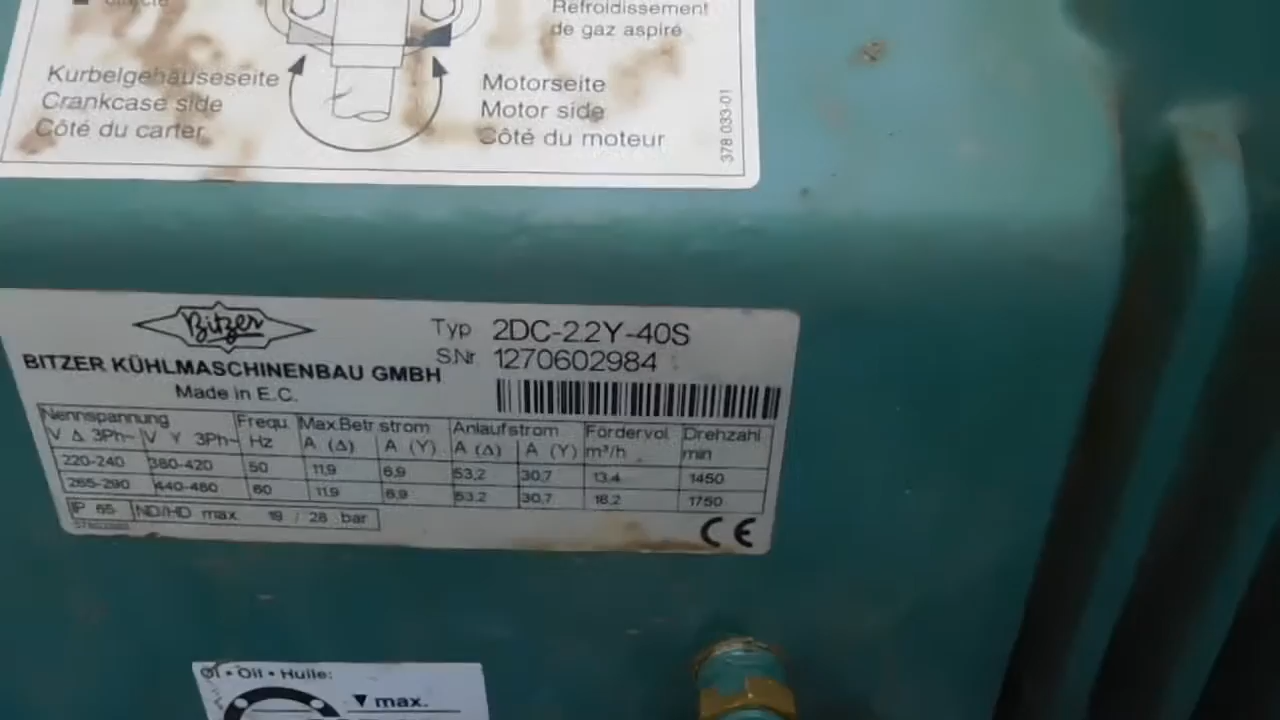 Refroidissement
de gaz aspiré
Kurbelgehäuseseite
Crankcase side
Côté du carter
Motorseite
Motor side
Côté du moteur
378 033-01
Bitzer
BITZER KÜHLMASCHINENBAU GMBH
Made in E.C.
Typ 2DC-2.2Y-40S
S.Nr 1270602984
Nennspannung Frequ. Max.Betr strom Anlaufstrom Fördervol Drehzahl
V Δ 3Ph~ V Y 3Ph~ Hz A (Δ) A (Y) A (Δ) A (Y) m³/h min
220-240 380-420 50 11,9 6,9 53,2 30,7 13,4 1450
265-290 440-480 60 11,9 6,9 53,2 30,7 16,2 1750
IP 65 ND/HD max 19 / 28 bar
CE
Öl • Oil • Huile:
▼ max.